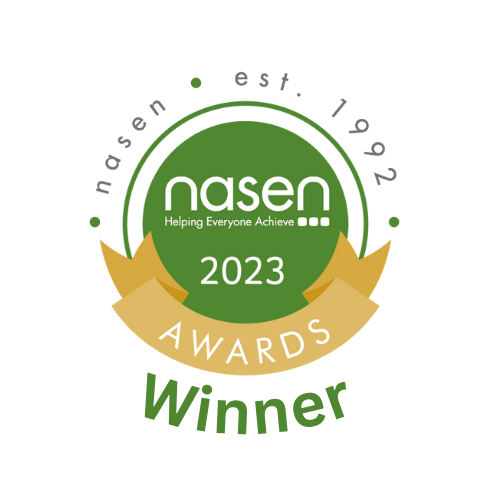 nasen • est. 1992
nasen
Helping Everyone Achieve
2023
AWARDS
Winner